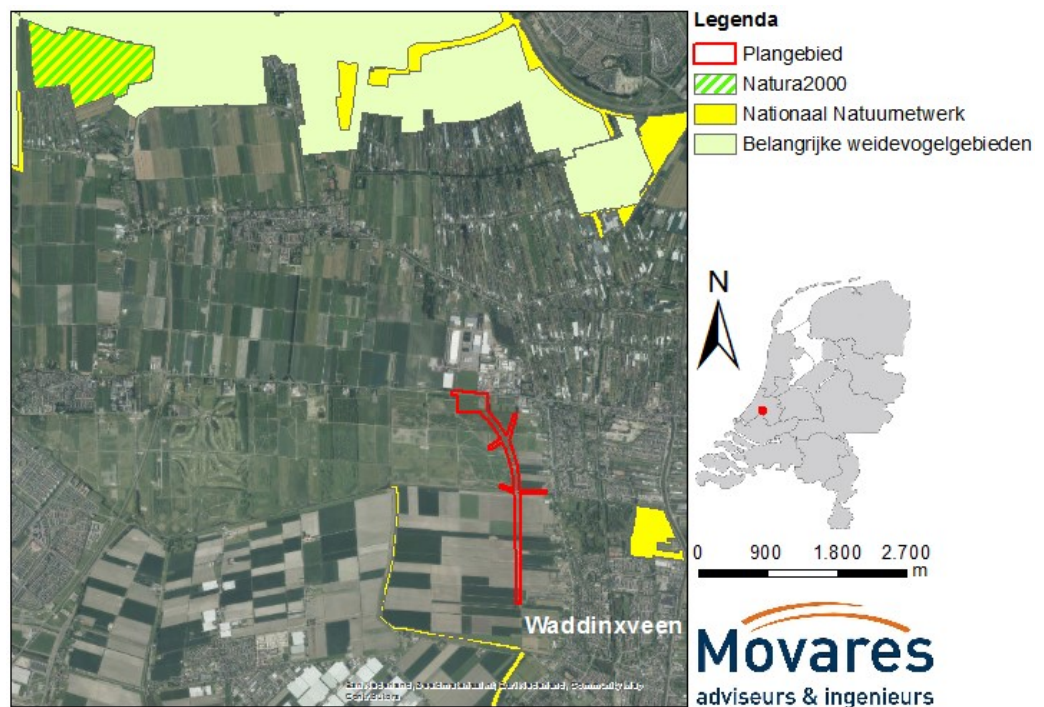 Legenda
Plangebied
Natura2000
Nationaal Natuurnetwerk
Belangrijke weidevogelgebieden
N
0 900 1.800 2.700
m
Waddinxveen
Movares
adviseurs & ingenieurs